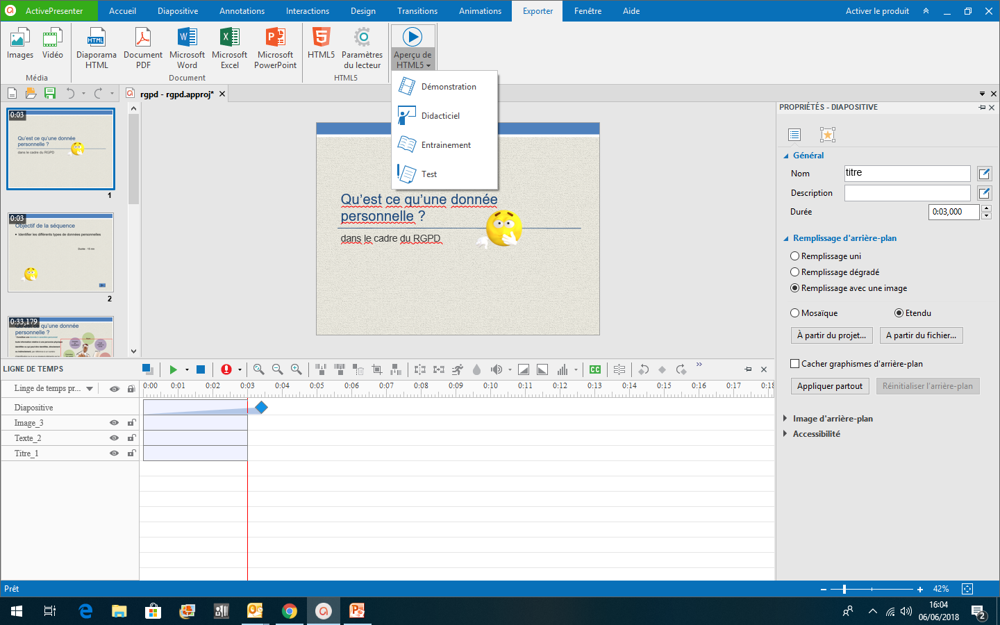 ActivePresenter
Accueil
Diapositive
Annotations
Interactions
Design
Transitions
Animations
Exporter
Fenêtre
Aide
Activer le produit
Images
Vidéo
Média
Diaporama
HTML
Document
PDF
Microsoft
Word
Microsoft
Excel
Microsoft
PowerPoint
Document
HTML5
Paramètres
du lecteur
HTML5
Aperçu de
HTML5
Démonstration
Didacticiel
Entrainement
Test
rgpd - rgpd.approj*
0:03
Qu'est ce qu'une donnée
personnelle ?
dans le cadre du RGPD
1
0:03
Objectif de la séquence
Identifier les différents types de données personnelles
Durée : 15 mn
2
0:33,179
Qu'est ce qu'une donnée
personnelle ?
Qu'est ce qu'une donnée
personnelle ?
dans le cadre du RGPD
PROPRIÉTÉS - DIAPOSITIVE
Général
Nom
titre
Description
Durée
0:03,000
Remplissage d'arrière-plan
Remplissage uni
Remplissage dégradé
Remplissage avec une image
Mosaïque
Etendu
À partir du projet...
A partir du fichier...
Cacher graphismes d'arrière-plan
Appliquer partout
Réinitialiser l'arrière-plan
Image d'arrière-plan
Accessibilité
LIGNE DE TEMPS
CC
Linge de temps pr...
0:00 0:01 0:02 0:03 0:04 0:05 0:06 0:07 0:08 0:09 0:10 0:11 0:12 0:13 0:14 0:15 0:16 0:17 0:18
Diapositive
Image_3
Texte_2
Titre_1
Prêt
42%
16:04
06/06/2018
2